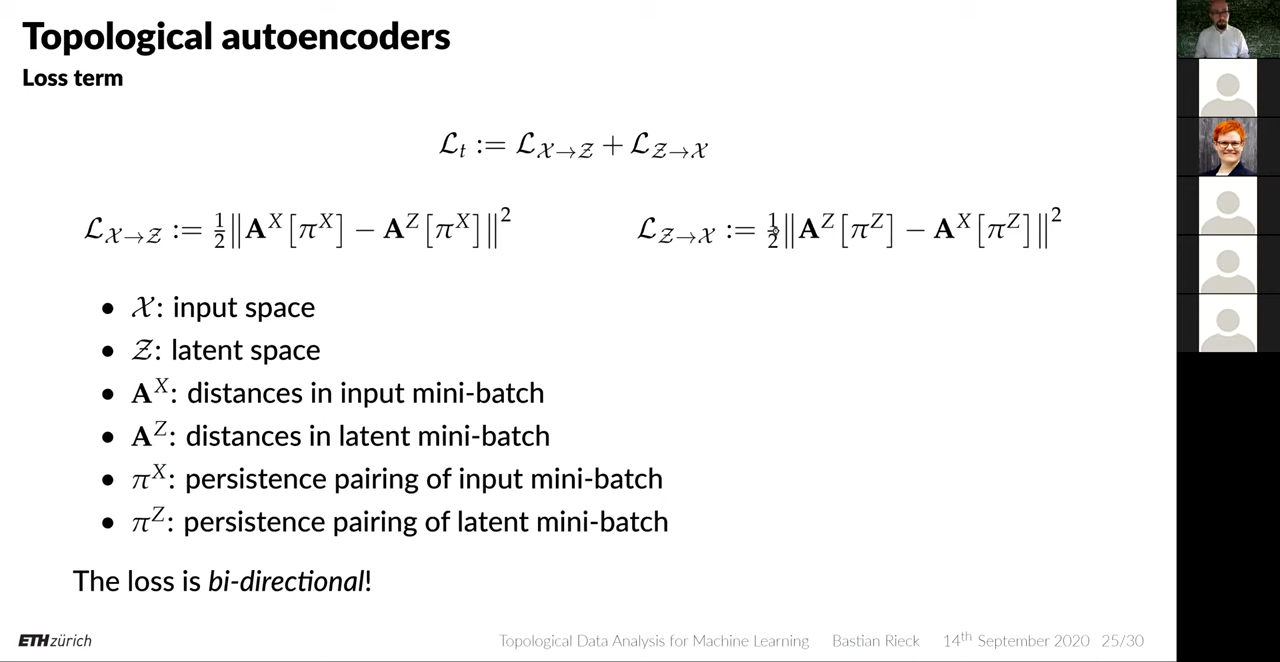 Topological autoencoders
Loss term
ℒₜ := ℒ_{𝒳→𝒵} + ℒ_{𝒵→𝒳}
ℒ_{𝒳→𝒵} := ½‖A^X[π^X] − A^Z[π^X]‖² ℒ_{𝒵→𝒳} := ½‖A^Z[π^Z] − A^X[π^Z]‖²
• 𝒳: input space
• 𝒵: latent space
• A^X: distances in input mini-batch
• A^Z: distances in latent mini-batch
• π^X: persistence pairing of input mini-batch
• π^Z: persistence pairing of latent mini-batch
The loss is bi-directional!
ETH zürich Topological Data Analysis for Machine Learning Bastian Rieck 14th September 2020 25/30